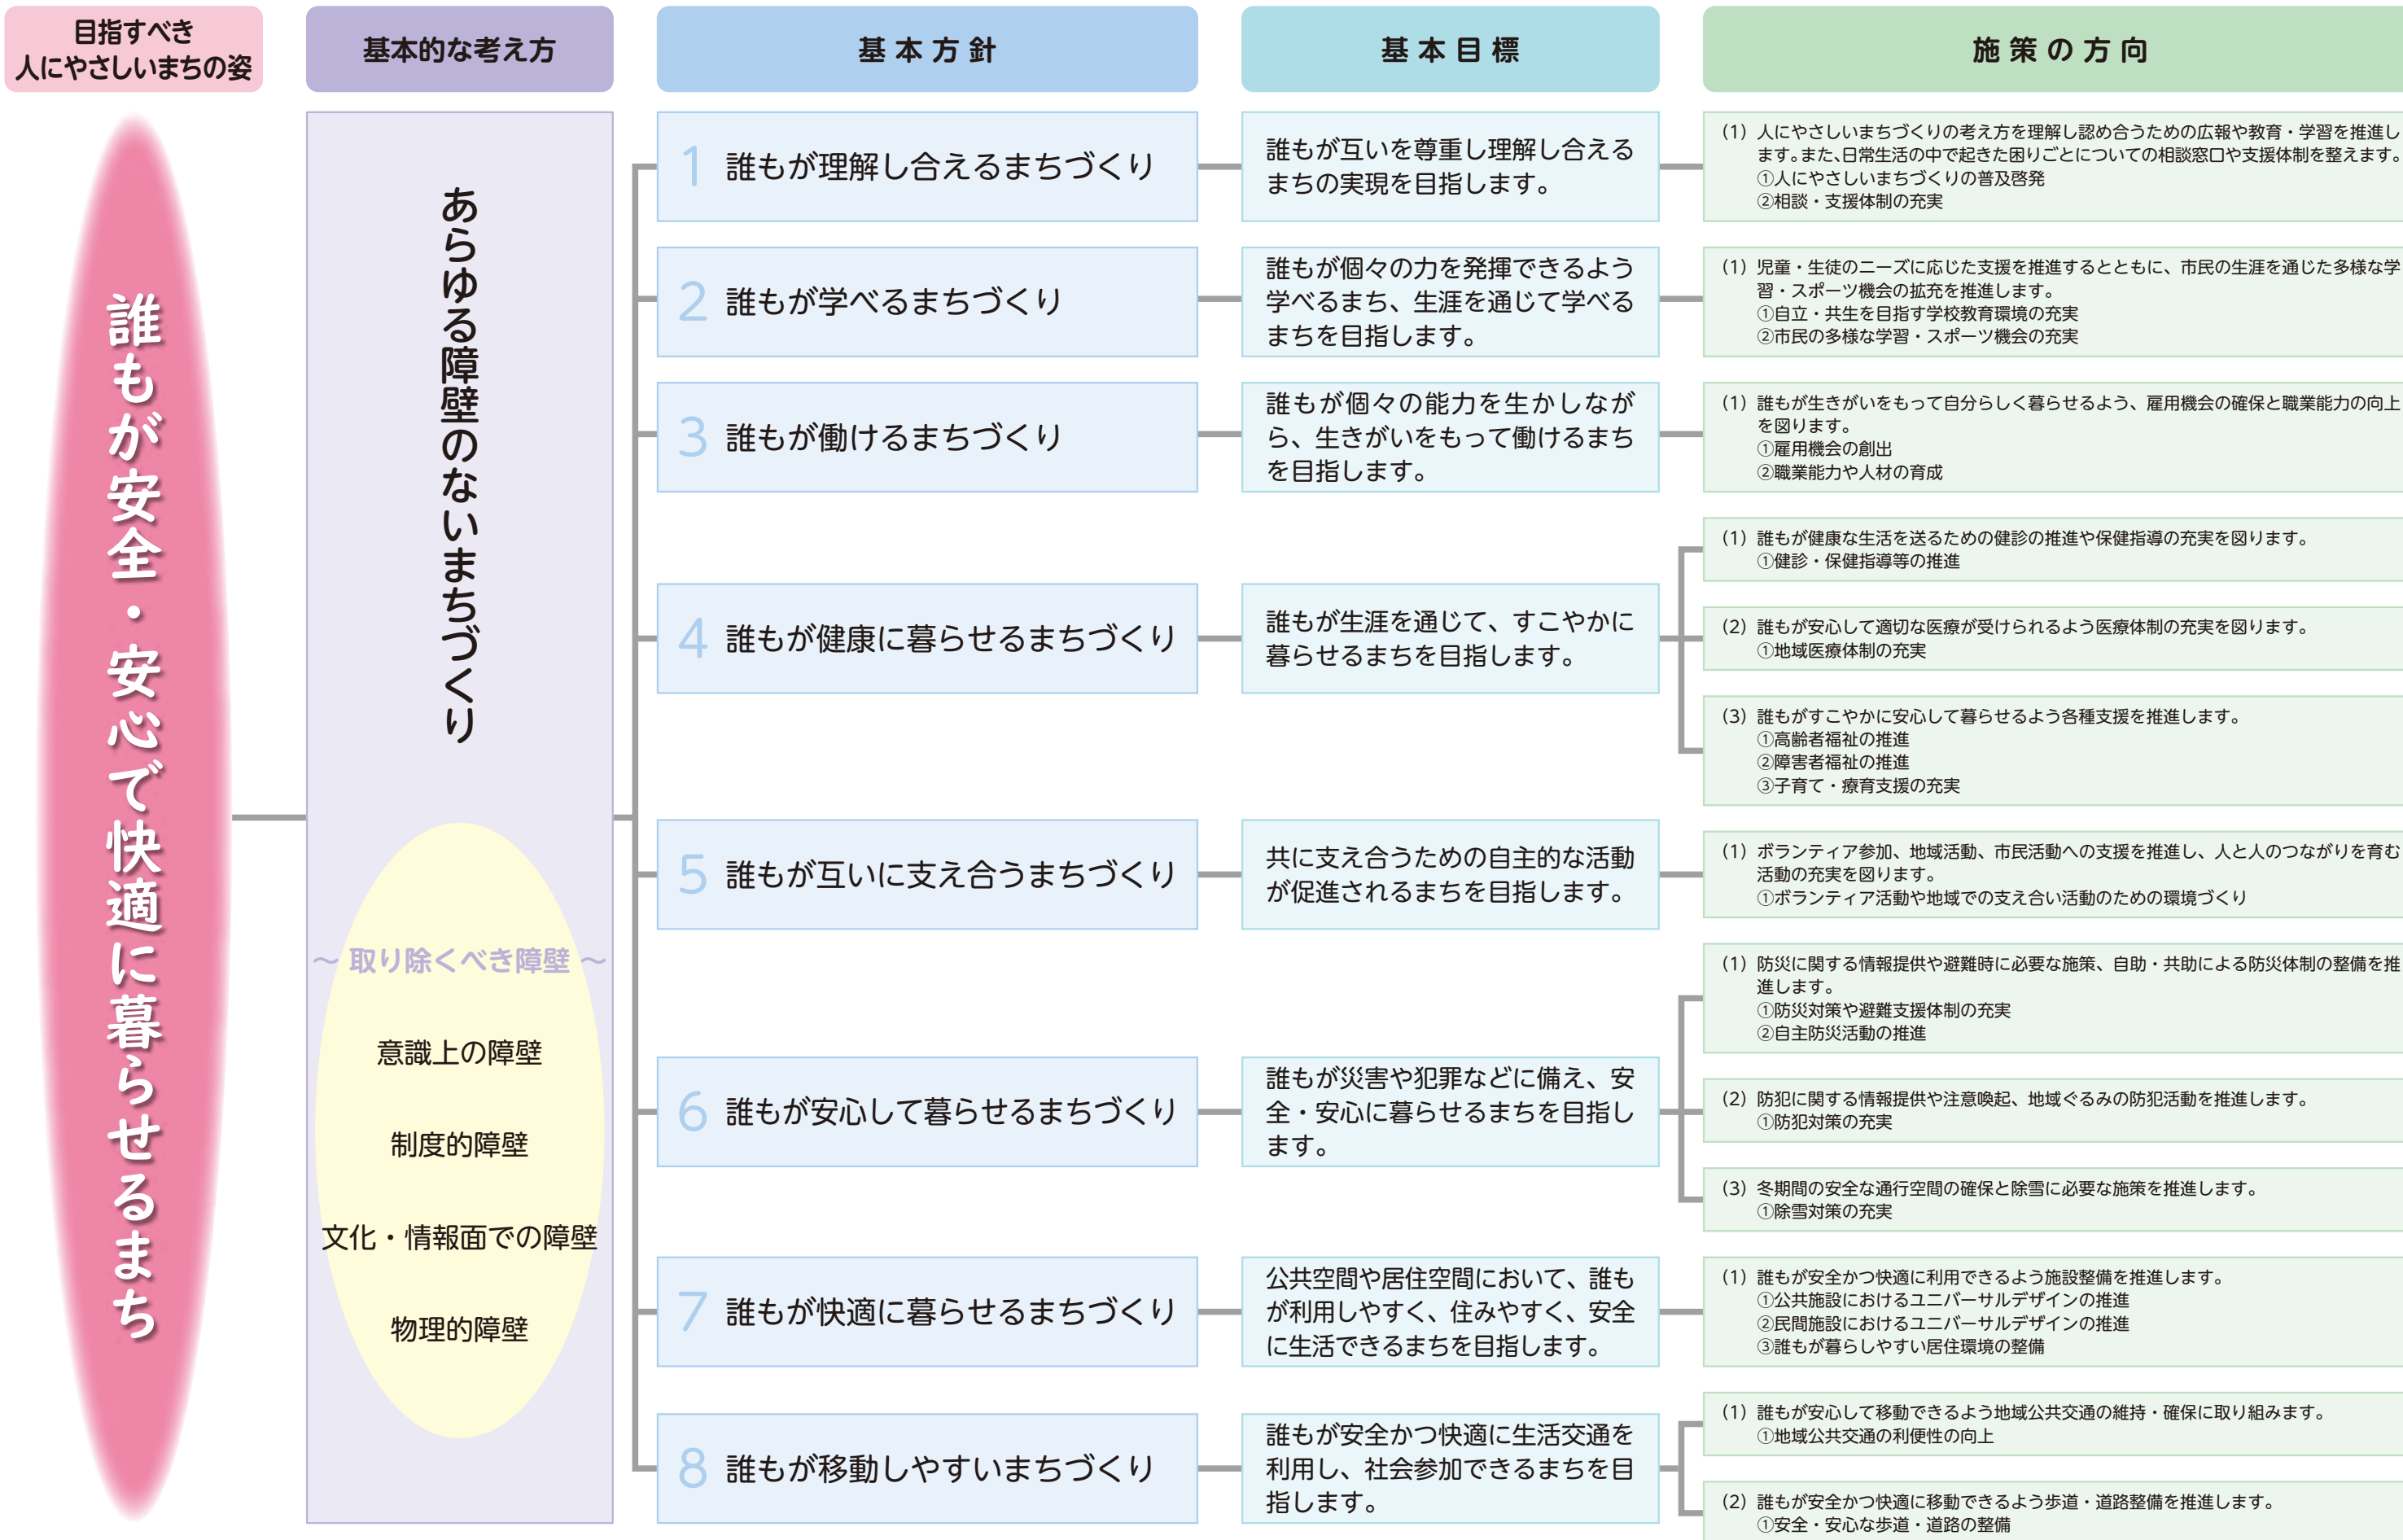 目指すべき
人にやさしいまちの姿
基本的な考え方
基本方針
基本目標
施策の方向
誰もが安全・安心で快適に暮らせるまち
あらゆる障壁のないまちづくり
～ 取り除くべき障壁 ～
意識上の障壁
制度的障壁
文化・情報面での障壁
物理的障壁
1 誰もが理解し合えるまちづくり
誰もが互いを尊重し理解し合える
まちの実現を目指します。
(1) 人にやさしいまちづくりの考え方を理解し認め合うための広報や教育・学習を推進し
ます。また、日常生活の中で起きた困りごとについての相談窓口や支援体制を整えます。
①人にやさしいまちづくりの普及啓発
②相談・支援体制の充実
2 誰もが学べるまちづくり
誰もが個々の力を発揮できるよう
学べるまち、生涯を通じて学べる
まちを目指します。
(1) 児童・生徒のニーズに応じた支援を推進するとともに、市民の生涯を通じた多様な学
習・スポーツ機会の拡充を推進します。
①自立・共生を目指す学校教育環境の充実
②市民の多様な学習・スポーツ機会の充実
3 誰もが働けるまちづくり
誰もが個々の能力を生かしなが
ら、生きがいをもって働けるまち
を目指します。
(1) 誰もが生きがいをもって自分らしく暮らせるよう、雇用機会の確保と職業能力の向上
を図ります。
①雇用機会の創出
②職業能力や人材の育成
4 誰もが健康に暮らせるまちづくり
誰もが生涯を通じて、すこやかに
暮らせるまちを目指します。
(1) 誰もが健康な生活を送るための健診の推進や保健指導の充実を図ります。
①健診・保健指導等の推進
(2) 誰もが安心して適切な医療が受けられるよう医療体制の充実を図ります。
①地域医療体制の充実
(3) 誰もがすこやかに安心して暮らせるよう各種支援を推進します。
①高齢者福祉の推進
②障害者福祉の推進
③子育て・療育支援の充実
5 誰もが互いに支え合うまちづくり
共に支え合うための自主的な活動
が促進されるまちを目指します。
(1) ボランティア参加、地域活動、市民活動への支援を推進し、人と人のつながりを育む
活動の充実を図ります。
①ボランティア活動や地域での支え合い活動のための環境づくり
6 誰もが安心して暮らせるまちづくり
誰もが災害や犯罪などに備え、安
全・安心に暮らせるまちを目指し
ます。
(1) 防災に関する情報提供や避難時に必要な施策、自助・共助による防災体制の整備を推
進します。
①防災対策や避難支援体制の充実
②自主防災活動の推進
(2) 防犯に関する情報提供や注意喚起、地域ぐるみの防犯活動を推進します。
①防犯対策の充実
(3) 冬期間の安全な通行空間の確保と除雪に必要な施策を推進します。
①除雪対策の充実
7 誰もが快適に暮らせるまちづくり
公共空間や居住空間において、誰も
が利用しやすく、住みやすく、安全
に生活できるまちを目指します。
(1) 誰もが安全かつ快適に利用できるよう施設整備を推進します。
①公共施設におけるユニバーサルデザインの推進
②民間施設におけるユニバーサルデザインの推進
③誰もが暮らしやすい居住環境の整備
8 誰もが移動しやすいまちづくり
誰もが安全かつ快適に生活交通を
利用し、社会参加できるまちを目
指します。
(1) 誰もが安心して移動できるよう地域公共交通の維持・確保に取り組みます。
①地域公共交通の利便性の向上
(2) 誰もが安全かつ快適に移動できるよう歩道・道路整備を推進します。
①安全・安心な歩道・道路の整備